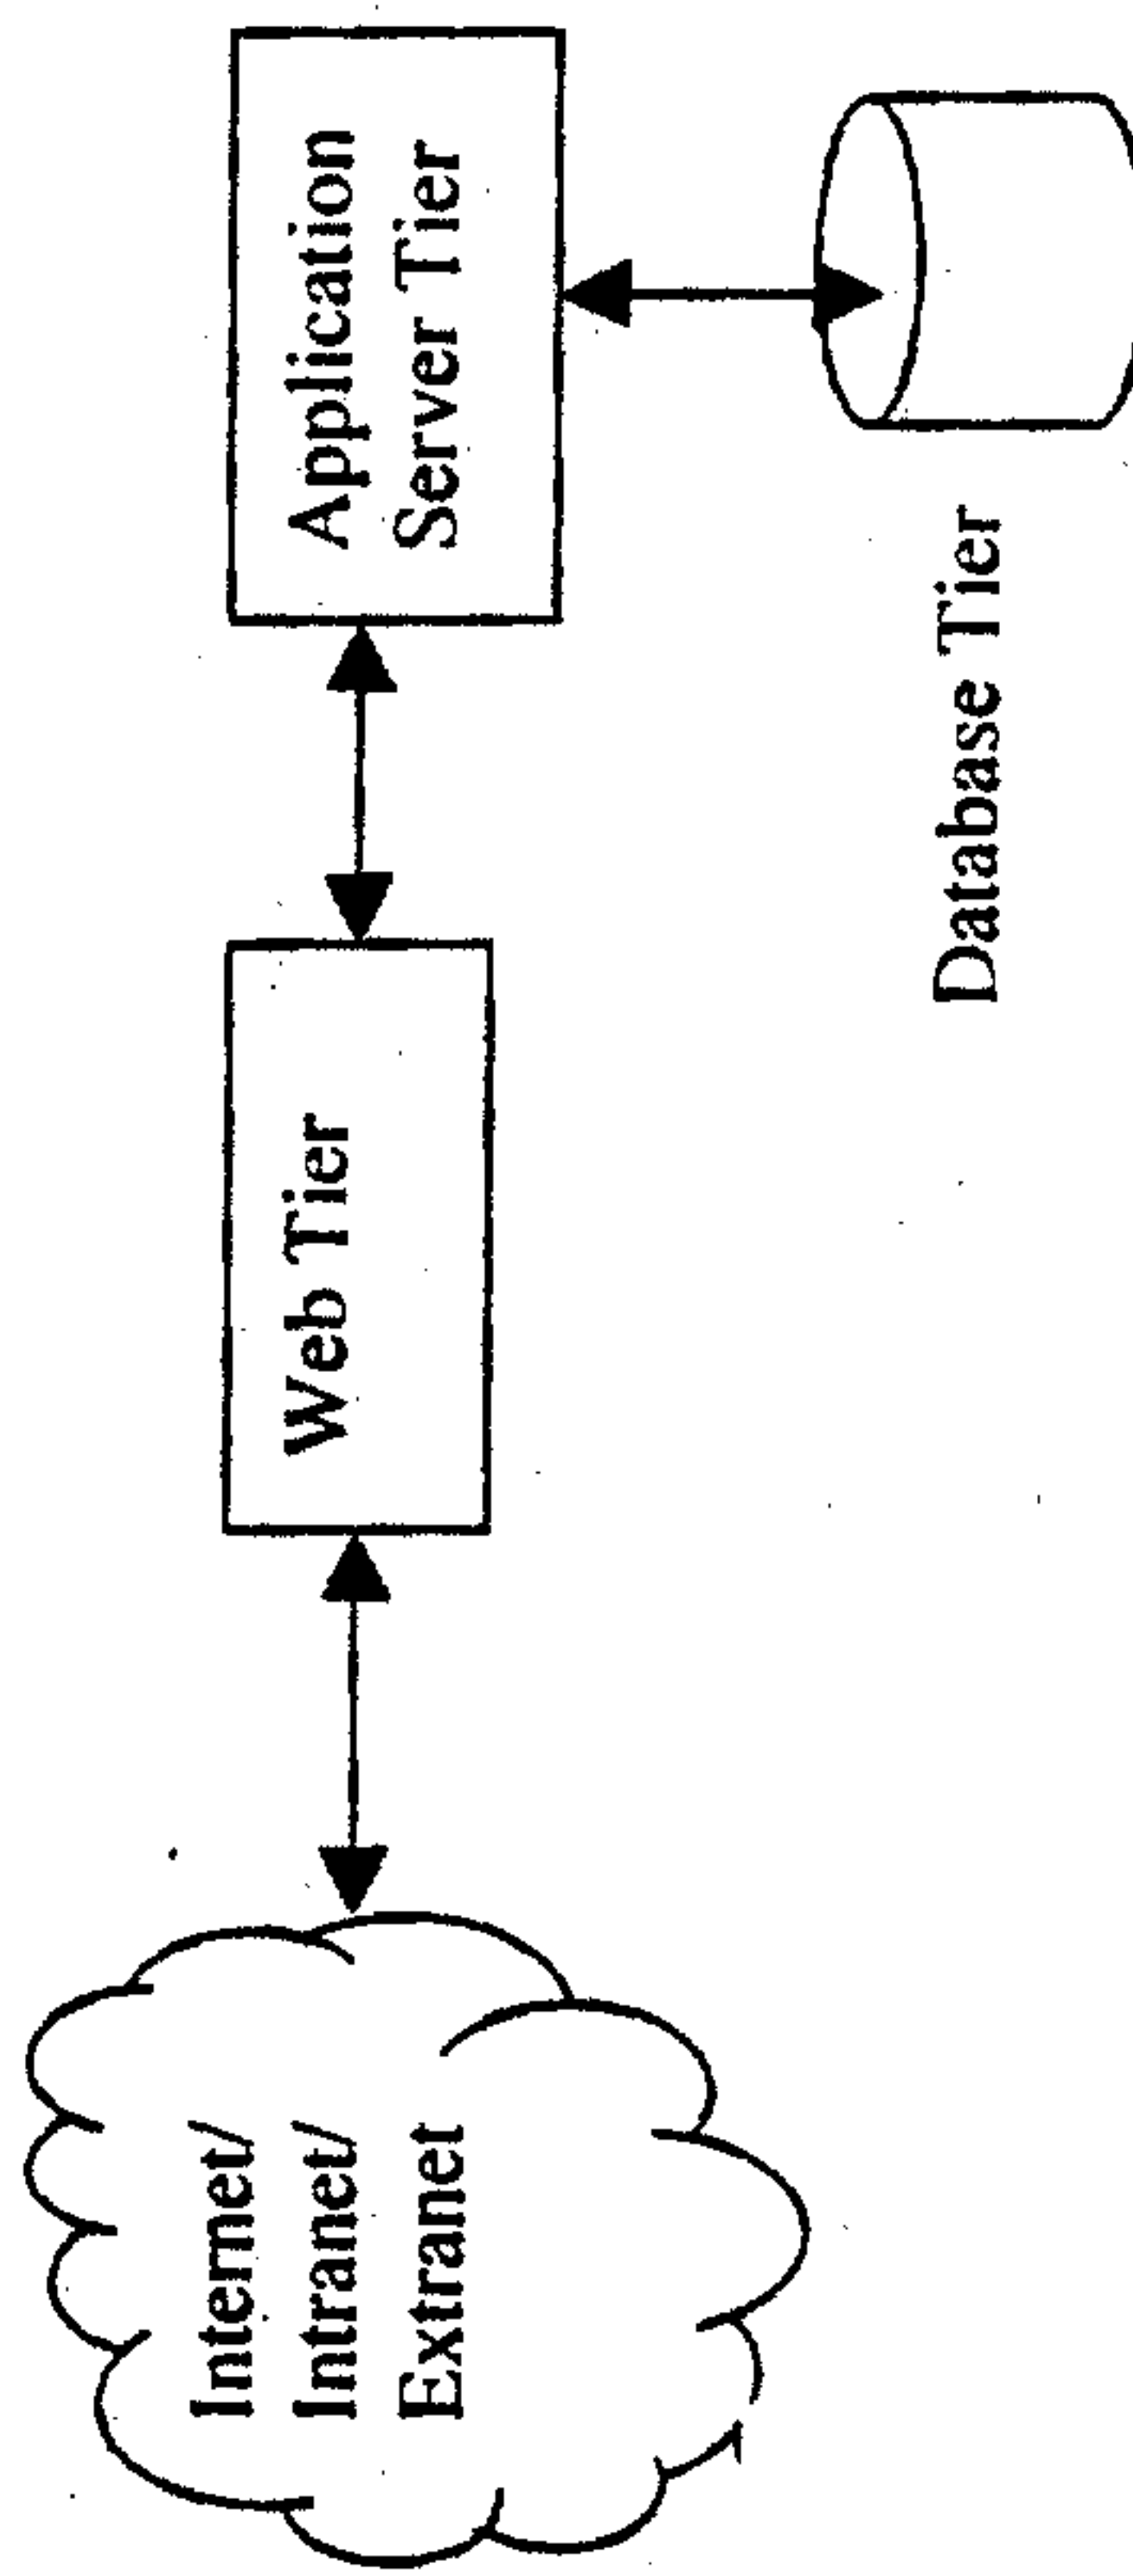 Internet/
Intranet/
Extranet
Web Tier
Application
Server Tier
Database Tier